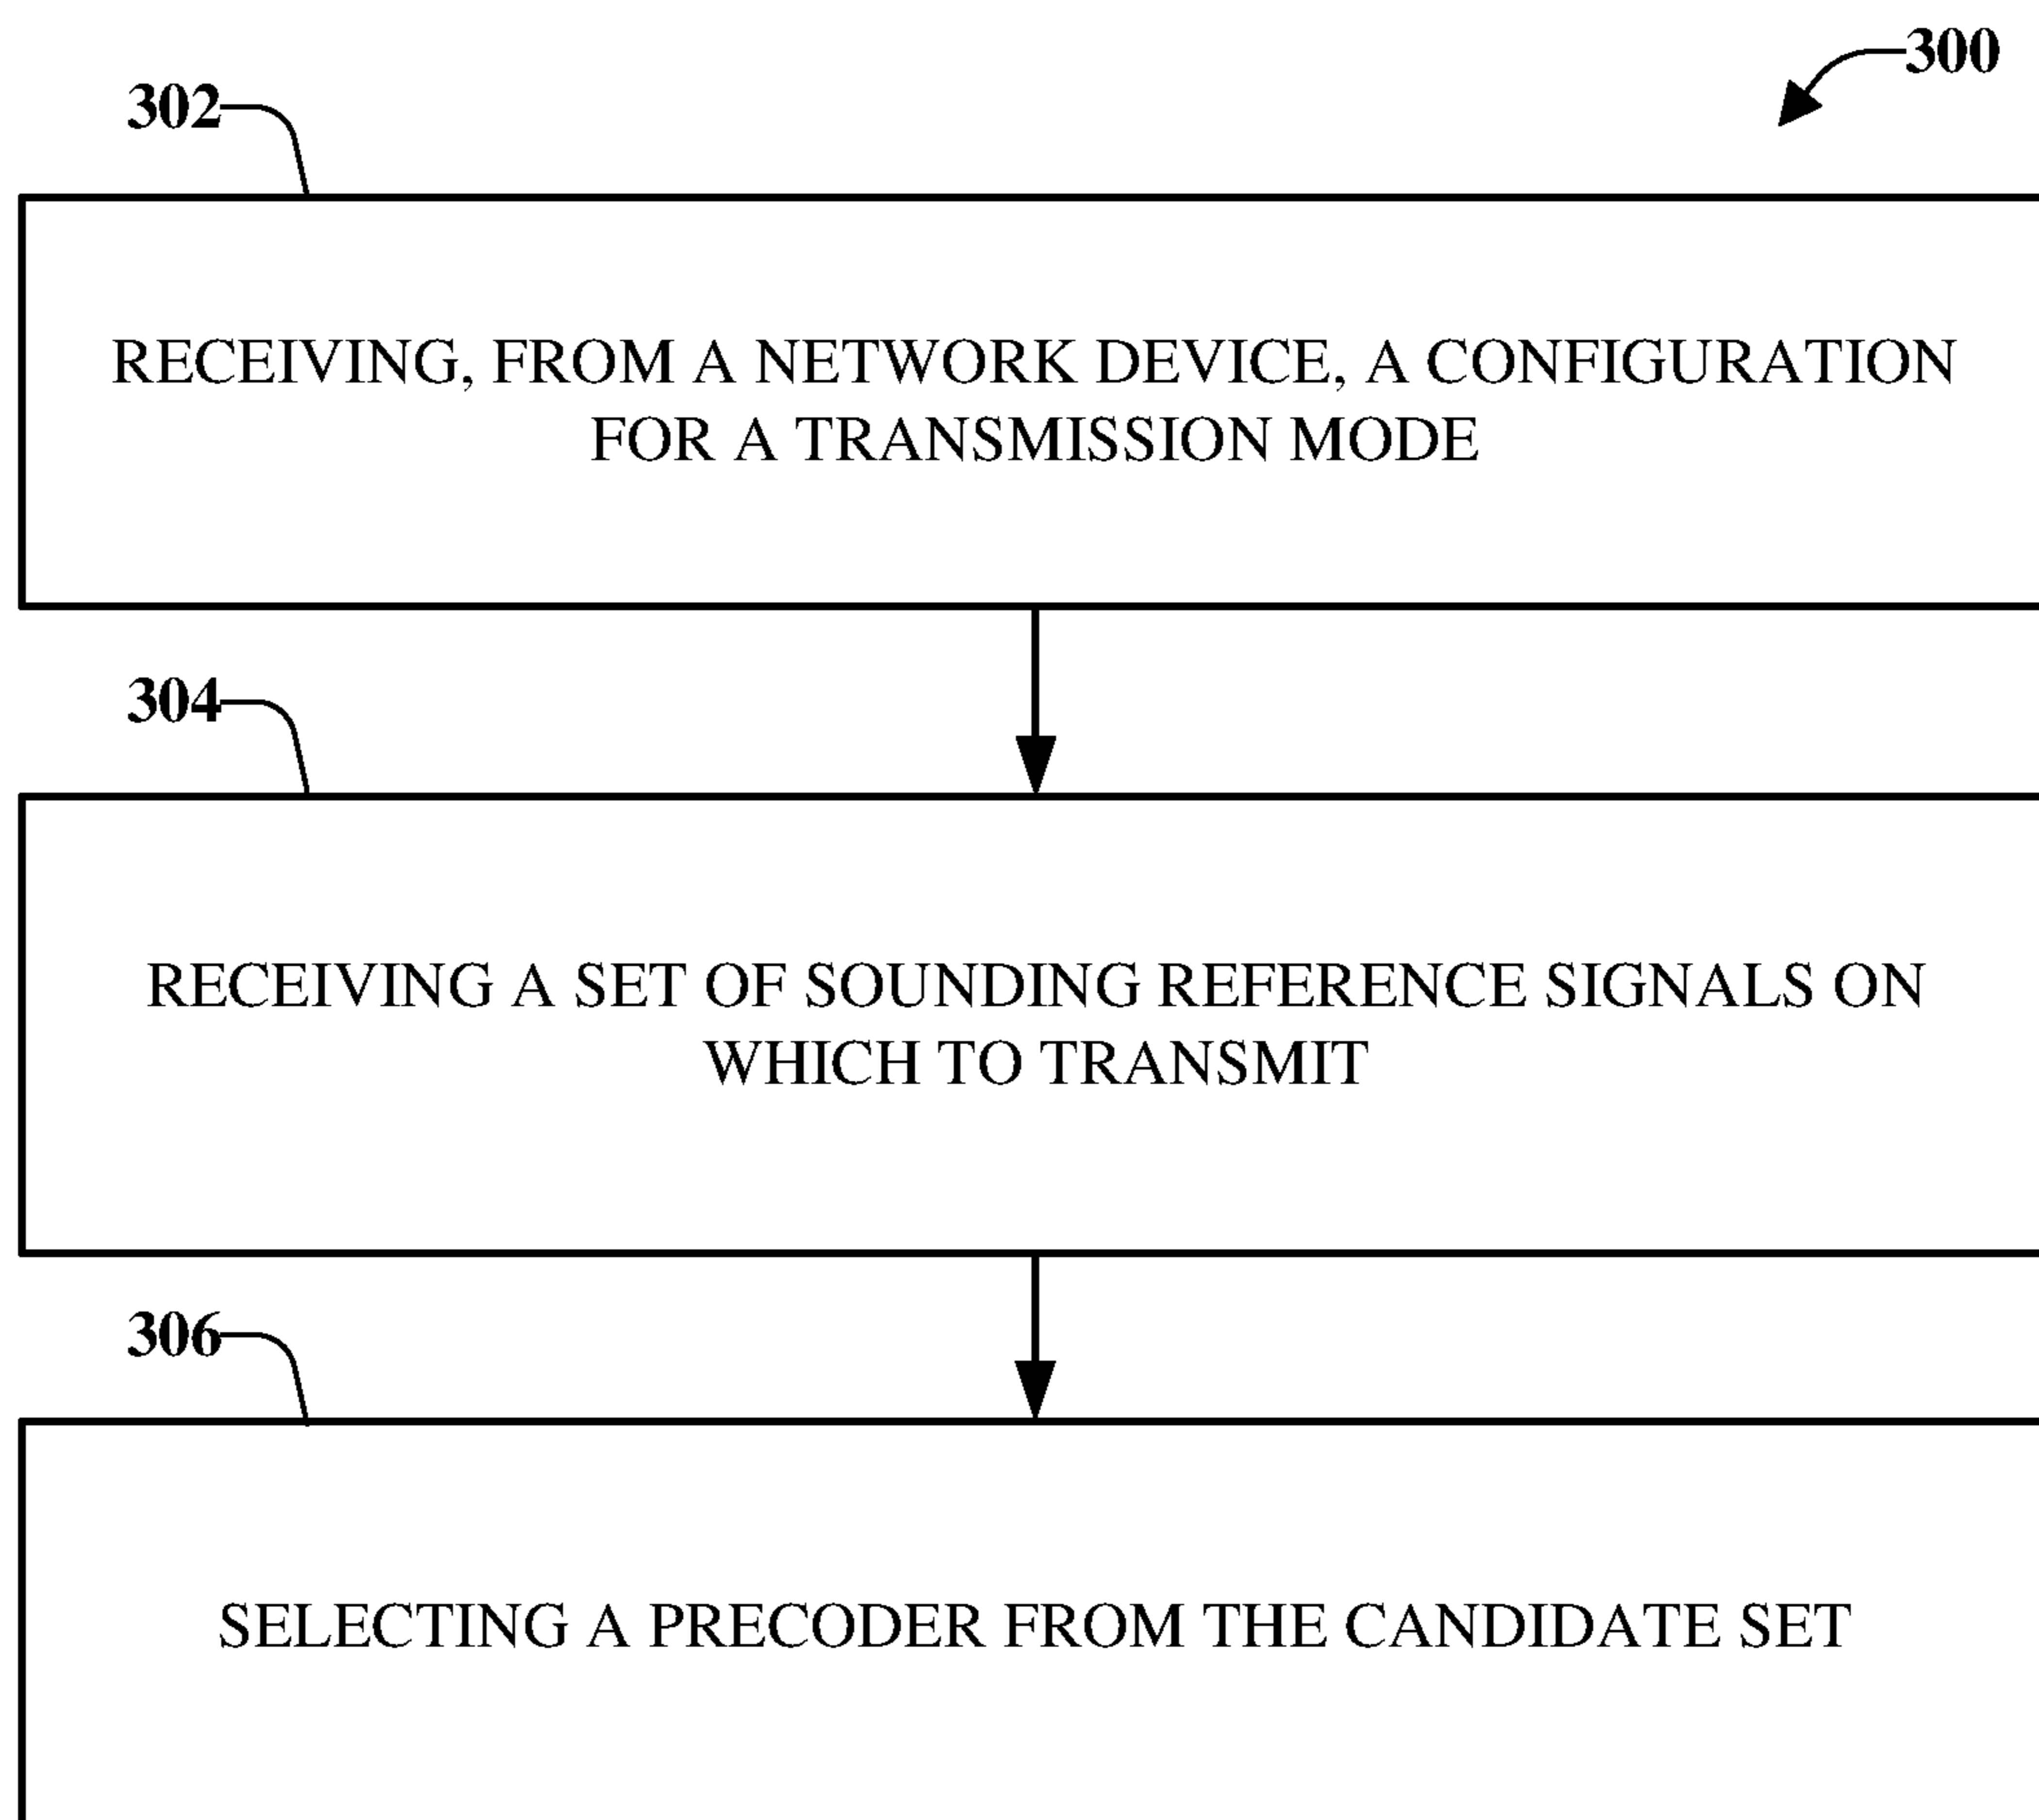 300
302
RECEIVING, FROM A NETWORK DEVICE, A CONFIGURATION
FOR A TRANSMISSION MODE
304
RECEIVING A SET OF SOUNDING REFERENCE SIGNALS ON
WHICH TO TRANSMIT
306
SELECTING A PRECODER FROM THE CANDIDATE SET